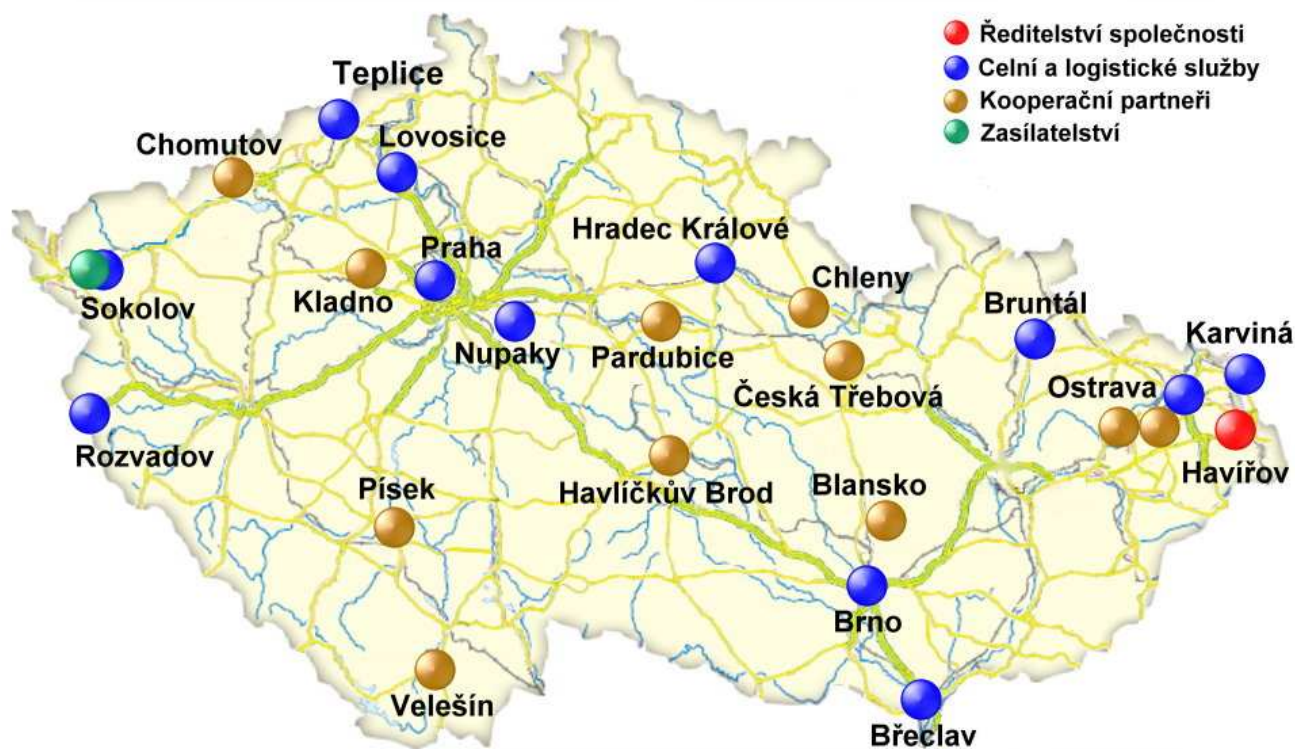 Ředitelství společnosti
Celní a logistické služby
Kooperační partneři
Zasílatelství
Teplice
Chomutov
Lovosice
Hradec Králové
Praha
Chleny
Sokolov
Kladno
Bruntál
Karviná
Nupaky
Pardubice
Česká Třebová
Ostrava
Rozvadov
Havířov
Písek
Havlíčkův Brod
Blansko
Brno
Velešín
Břeclav